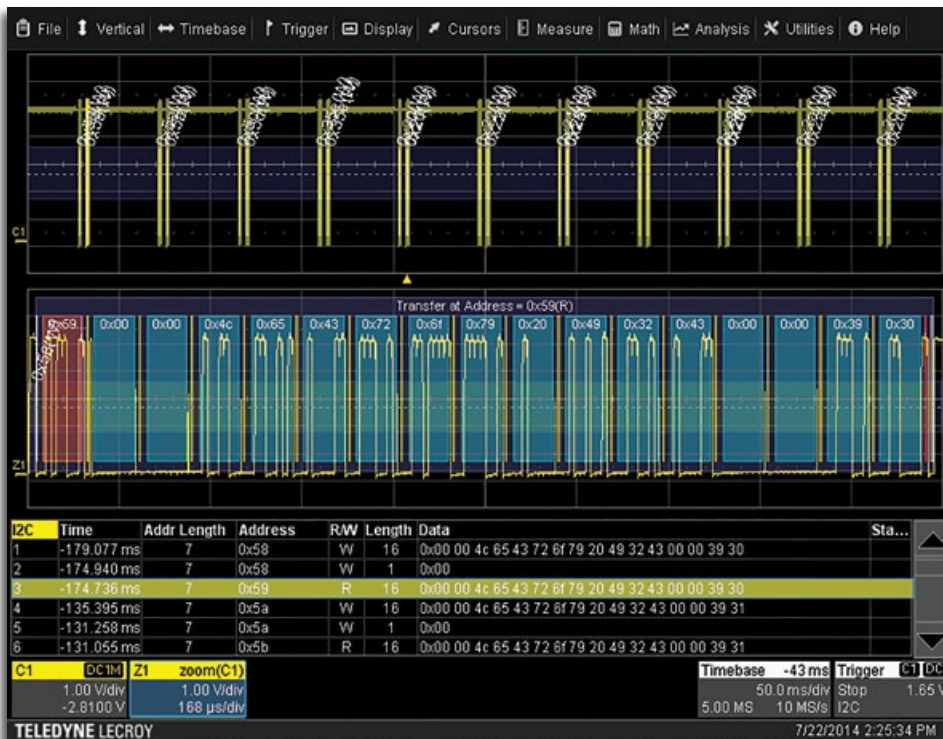 File Vertical Timebase Trigger Display Cursors Measure Math Analysis Utilities Help
C1
Transfer at Address = 0x59(R)
0x59... 0x00 0x00 0x4c 0x65 0x43 0x72 0x6f 0x79 0x20 0x49 0x32 0x43 0x00 0x00 0x39 0x30
Z1
I2C Time Addr Length Address R/W Length Data Sta...
1 -179.077 ms 7 0x58 W 16 0x00 00 4c 65 43 72 6f 79 20 49 32 43 00 00 39 30
2 -174.940 ms 7 0x58 W 1 0x00
3 -174.736 ms 7 0x59 R 16 0x00 00 4c 65 43 72 6f 79 20 49 32 43 00 00 39 30
4 -135.395 ms 7 0x5a W 16 0x00 00 4c 65 43 72 6f 79 20 49 32 43 00 00 39 31
5 -131.258 ms 7 0x5a W 1 0x00
6 -131.055 ms 7 0x5b R 16 0x00 00 4c 65 43 72 6f 79 20 49 32 43 00 00 39 31
C1 DC1M Z1 zoom(C1) Timebase -43 ms Trigger C1 DC
1.00 V/div 1.00 V/div 50.0 ms/div Stop 1.65 V
-2.8100 V 168 µs/div 5.00 MS 10 MS/s I2C
TELEDYNE LECROY 7/22/2014 2:25:34 PM